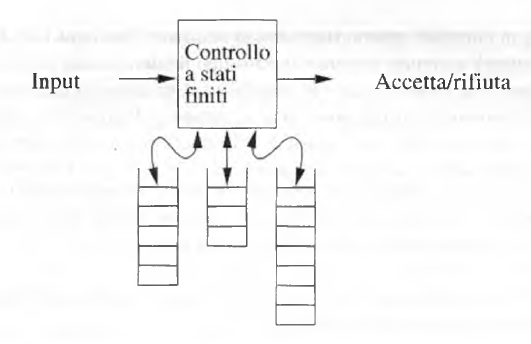 Controllo
a stati
finiti
Input
Accetta/rifiuta